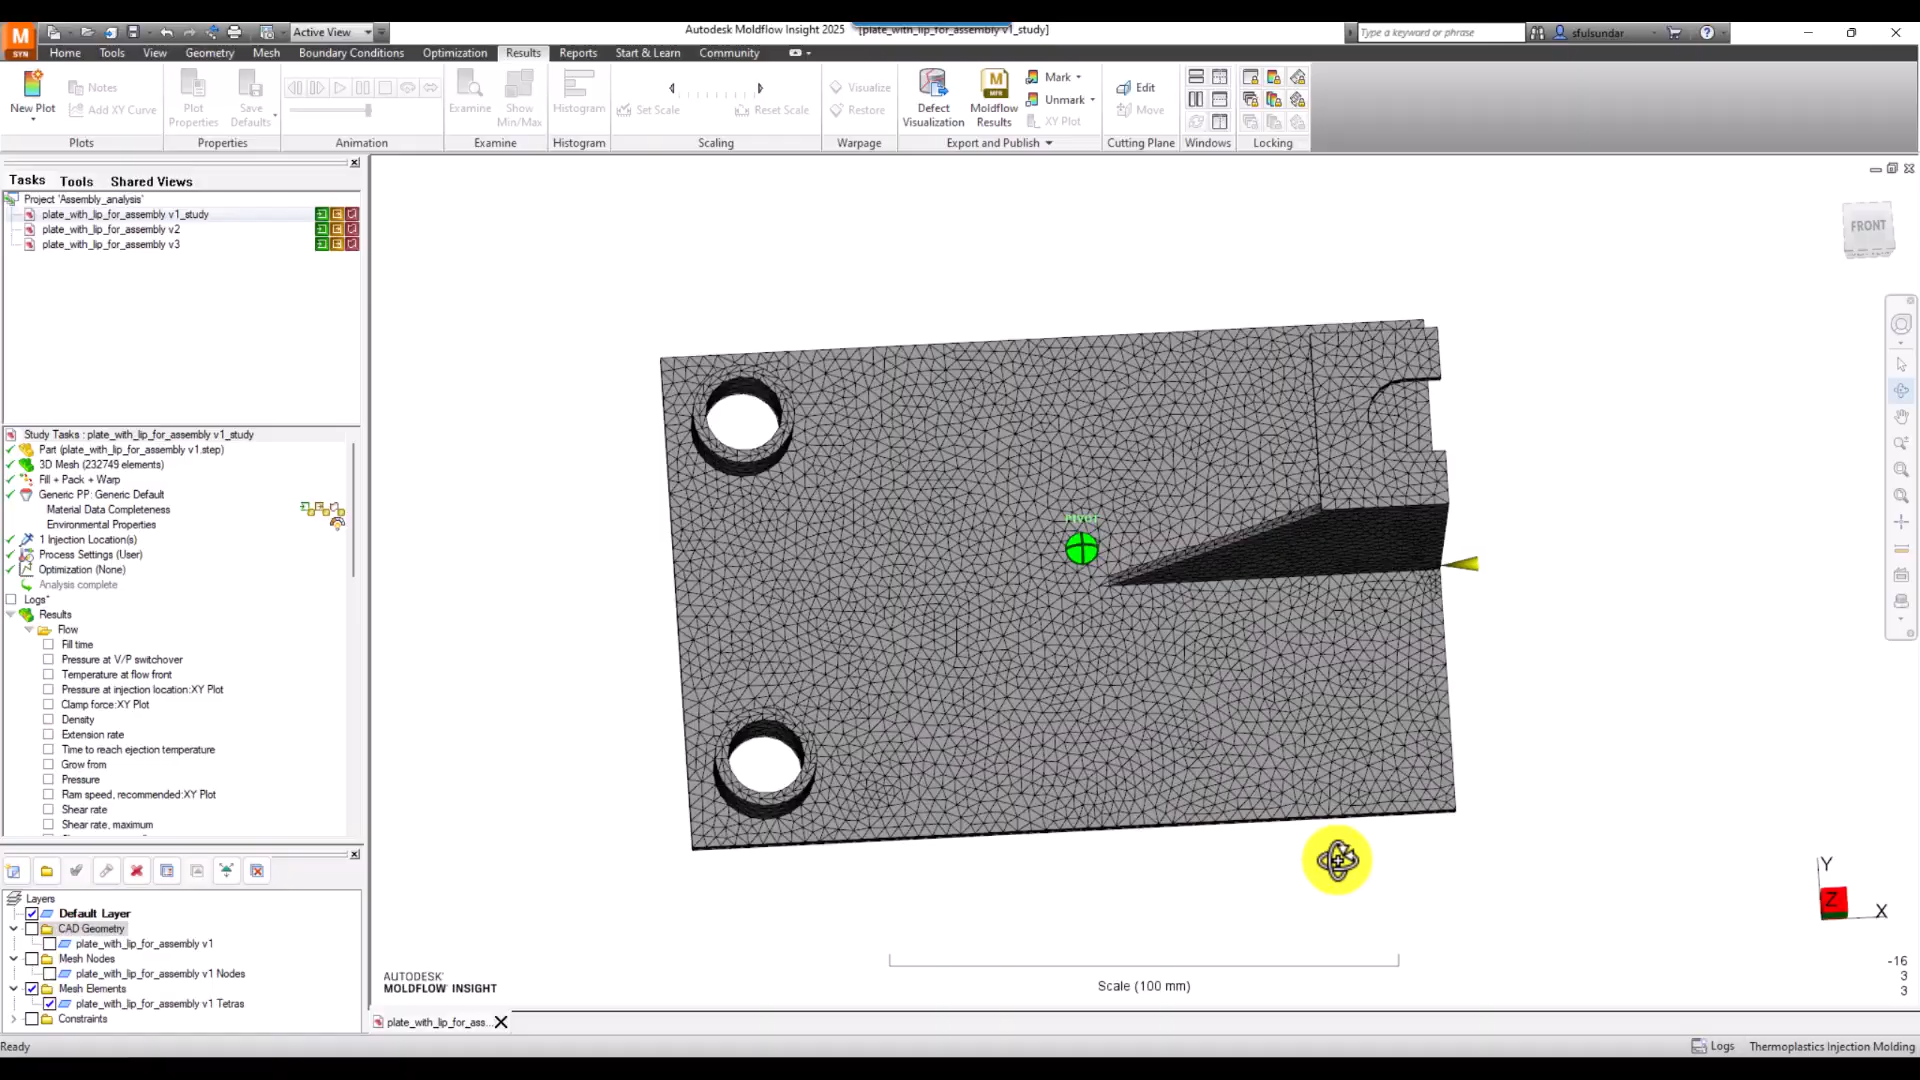 M
SYN
Active View
Autodesk Moldflow Insight 2025 [plate_with_lip_for_assembly v1_study]
Type a keyword or phrase
sfulsundar
Home Tools View Geometry Mesh Boundary Conditions Optimization Results Reports Start & Learn Community
New Plot
Notes
Add XY Curve
Plots
Plot Properties
Save Defaults
Properties
Animation
Examine
Show Min/Max
Examine
Histogram
Histogram
Set Scale
Reset Scale
Scaling
Visualize
Restore
Warpage
Defect Visualization
Moldflow Results
Mark
Unmark
XY Plot
Export and Publish
Edit
Move
Cutting Plane
Windows
Locking
Tasks Tools Shared Views
Project 'Assembly_analysis'
plate_with_lip_for_assembly v1_study
plate_with_lip_for_assembly v2
plate_with_lip_for_assembly v3
Study Tasks : plate_with_lip_for_assembly v1_study
Part (plate_with_lip_for_assembly v1.step)
3D Mesh (232749 elements)
Fill + Pack + Warp
Generic PP: Generic Default
Material Data Completeness
Environmental Properties
1 Injection Location(s)
Process Settings (User)
Optimization (None)
Analysis complete
Logs*
Results
Flow
Fill time
Pressure at V/P switchover
Temperature at flow front
Pressure at injection location:XY Plot
Clamp force:XY Plot
Density
Extension rate
Time to reach ejection temperature
Grow from
Pressure
Ram speed, recommended:XY Plot
Shear rate
Shear rate, maximum
Layers
Default Layer
CAD Geometry
plate_with_lip_for_assembly v1
Mesh Nodes
plate_with_lip_for_assembly v1 Nodes
Mesh Elements
plate_with_lip_for_assembly v1 Tetras
Constraints
FRONT
PIVOT
Y
Z
X
-16
3
3
AUTODESK
MOLDFLOW INSIGHT
Scale (100 mm)
plate_with_lip_for_ass...
Ready
Logs
Thermoplastics Injection Molding